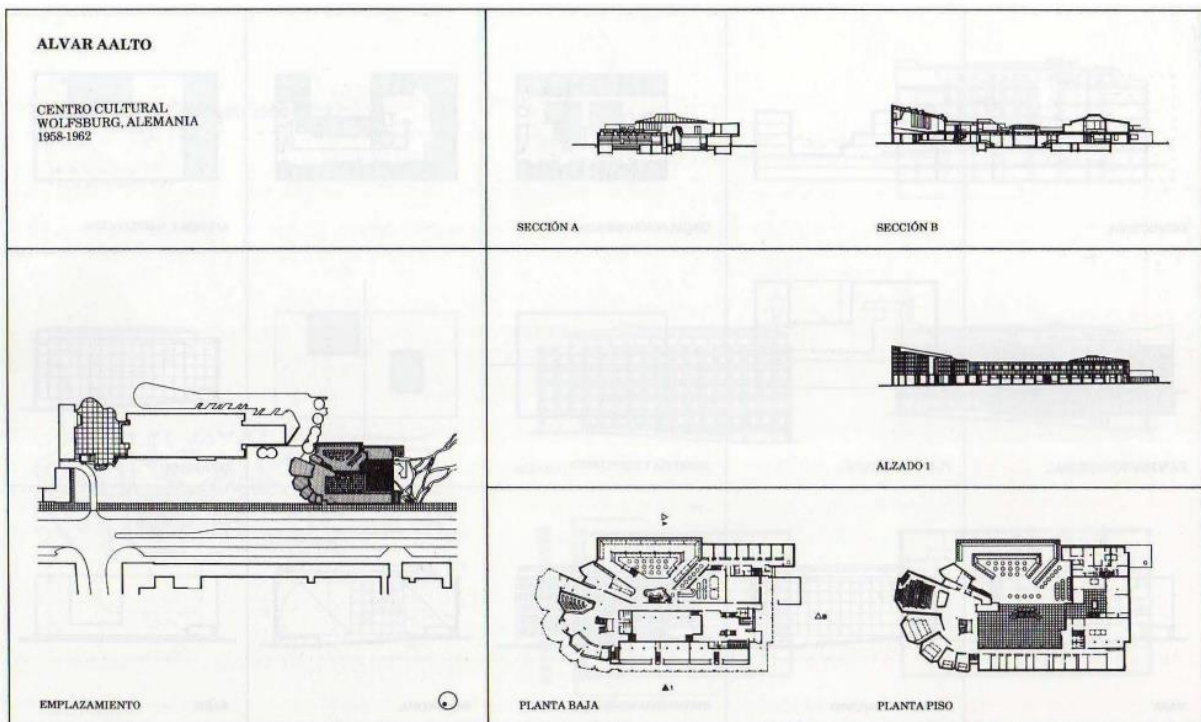 ALVAR AALTO
CENTRO CULTURAL
WOLFSBURG, ALEMANIA
1958-1962
SECCIÓN A
SECCIÓN B
ALZADO 1
EMPLAZAMIENTO
PLANTA BAJA
PLANTA PISO